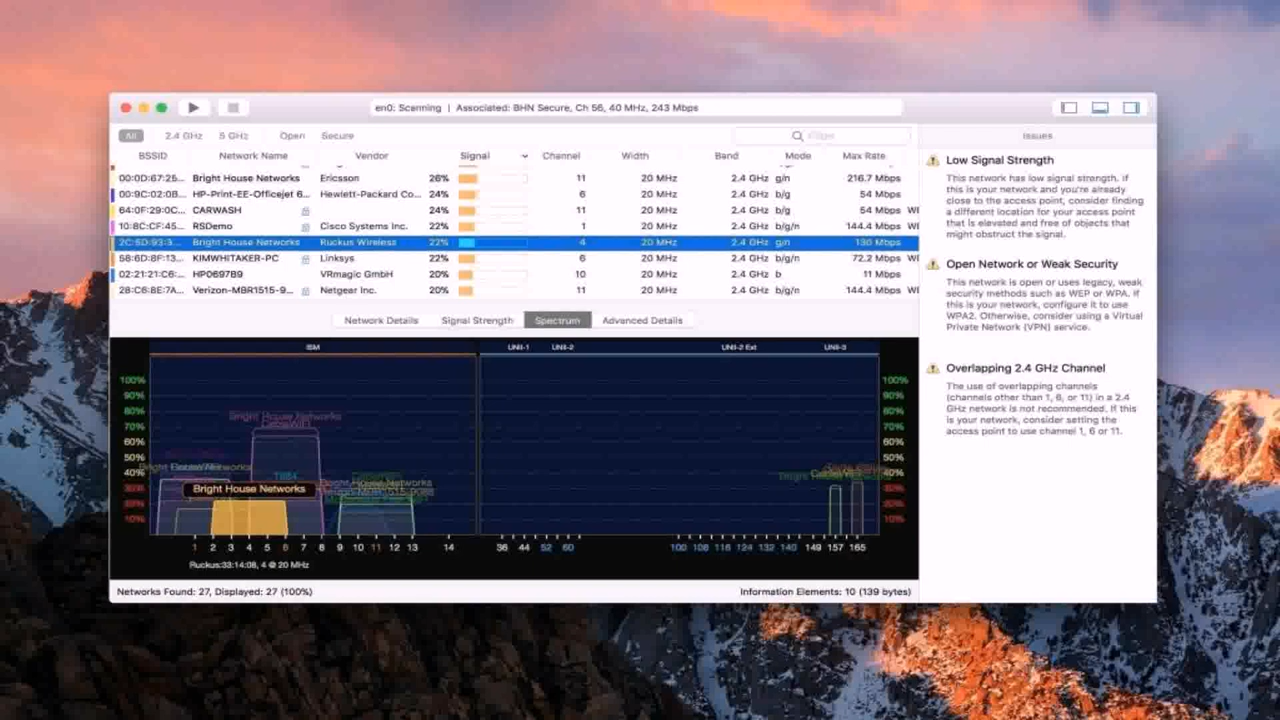 en0: Scanning | Associated: BHN Secure, Ch 56, 40 MHz, 243 Mbps
All 2.4 GHz 5 GHz Open Secure
Issues
BSSID Network Name Vendor Signal Channel Width Band Mode Max Rate
00:0D:67:25... Bright House Networks Ericsson 26% 11 20 MHz 2.4 GHz g/n 216.7 Mbps
00:9C:02:0B... HP-Print-EE-Officejet 6... Hewlett-Packard Co... 24% 6 20 MHz 2.4 GHz b/g 54 Mbps
64:0F:29:0C... CARWASH 24% 11 20 MHz 2.4 GHz b/g 54 Mbps
10:8C:CF:45... RSDemo Cisco Systems Inc. 22% 1 20 MHz 2.4 GHz b/g/n 144.4 Mbps
2C:5D:93:3... Bright House Networks Ruckus Wireless 22% 4 20 MHz 2.4 GHz g/n 130 Mbps
58:6D:8F:13... KIMWHITAKER-PC Linksys 22% 6 20 MHz 2.4 GHz b/g/n 72.2 Mbps
02:21:21:C6:... HP0697B9 VRmagic GmbH 20% 10 20 MHz 2.4 GHz b 11 Mbps
28:C6:8E:7A... Verizon-MBR1515-9... Netgear Inc. 20% 11 20 MHz 2.4 GHz b/g/n 144.4 Mbps
Network Details Signal Strength Spectrum Advanced Details
ISM UNII-1 UNII-2 UNII-2 Ext UNII-3
100% 100%
90% 90%
80% 80%
70% 70%
60% 60%
50% 50%
40% 40%
30% 30%
20% 20%
10% 10%
Bright House Networks
CableWiFi
Bright House Networks
Bright House Networks
1 2 3 4 5 6 7 8 9 10 11 12 13 14 36 44 52 60 100 108 116 124 132 140 149 157 165
Ruckus:33:14:08, 4 @ 20 MHz
Networks Found: 27, Displayed: 27 (100%)
Information Elements: 10 (139 bytes)
Low Signal Strength
This network has low signal strength. If
this is your network and you're already
close to the access point, consider finding
a different location for your access point
that is elevated and free of objects that
might obstruct the signal.
Open Network or Weak Security
This network is open or uses legacy, weak
security methods such as WEP or WPA. If
this is your network, configure it to use
WPA2. Otherwise, consider using a Virtual
Private Network (VPN) service.
Overlapping 2.4 GHz Channel
The use of overlapping channels
(channels other than 1, 6, or 11) in a 2.4
GHz network is not recommended. If this
is your network, consider setting the
access point to use channel 1, 6 or 11.